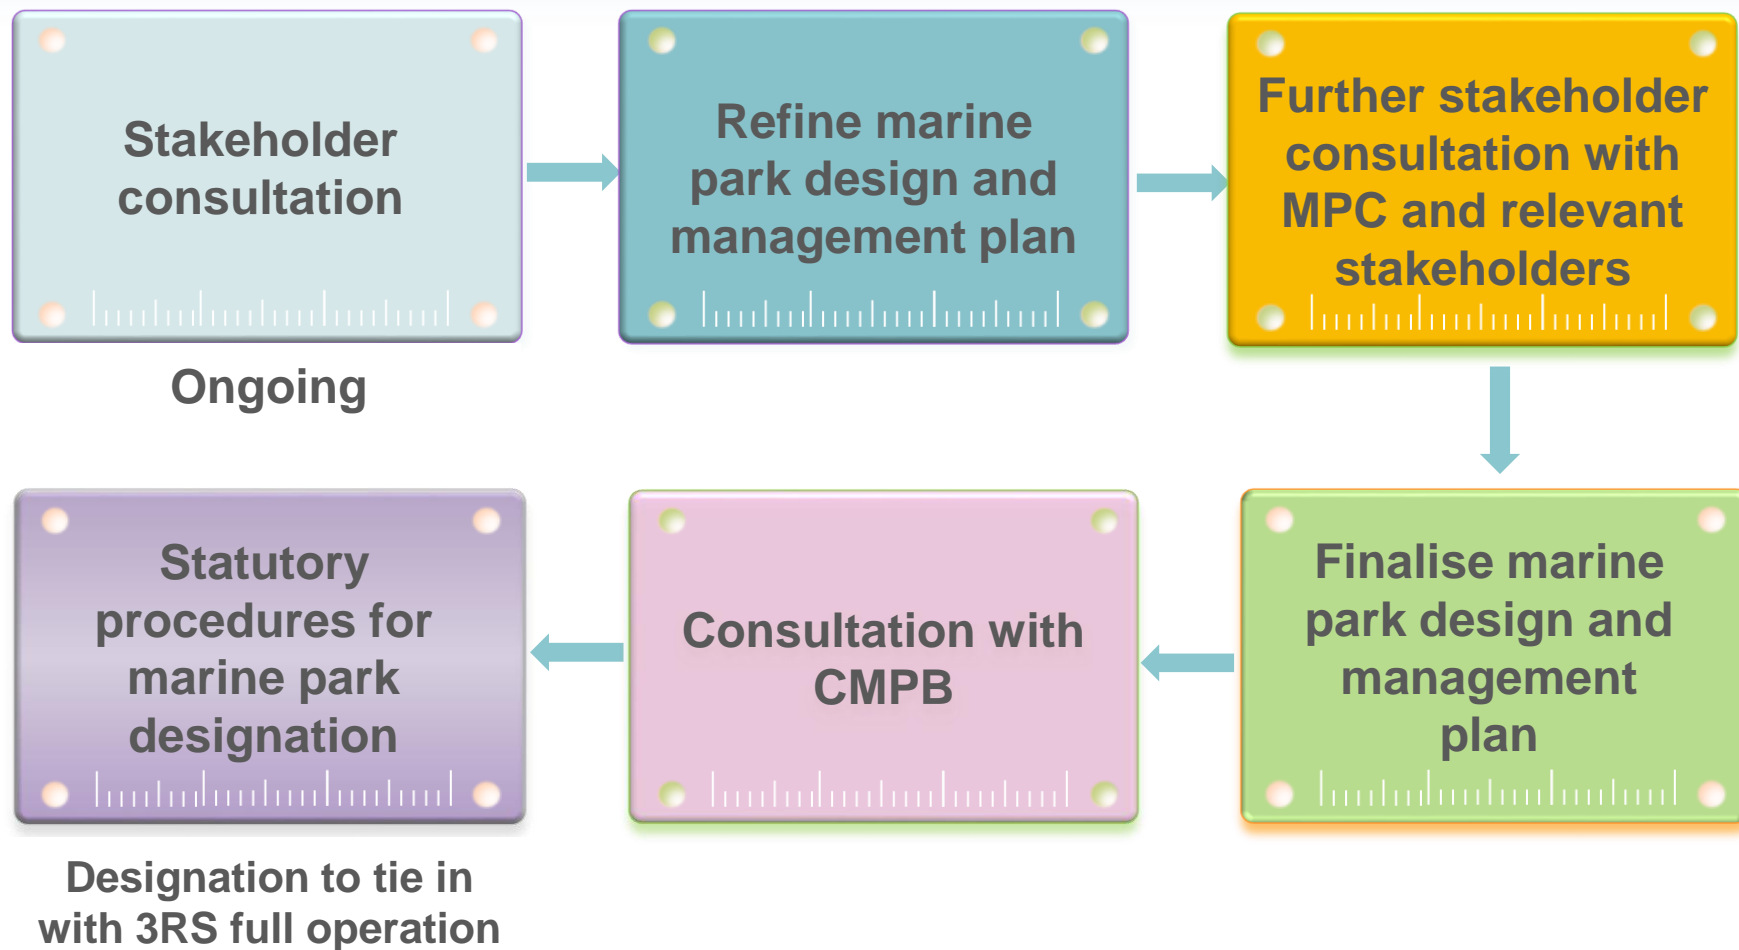 Stakeholder
consultation
Ongoing
Refine marine
park design and
management plan
Further stakeholder
consultation with
MPC and relevant
stakeholders
Finalise marine
park design and
management
plan
Consultation with
CMPB
Statutory
procedures for
marine park
designation
Designation to tie in
with 3RS full operation